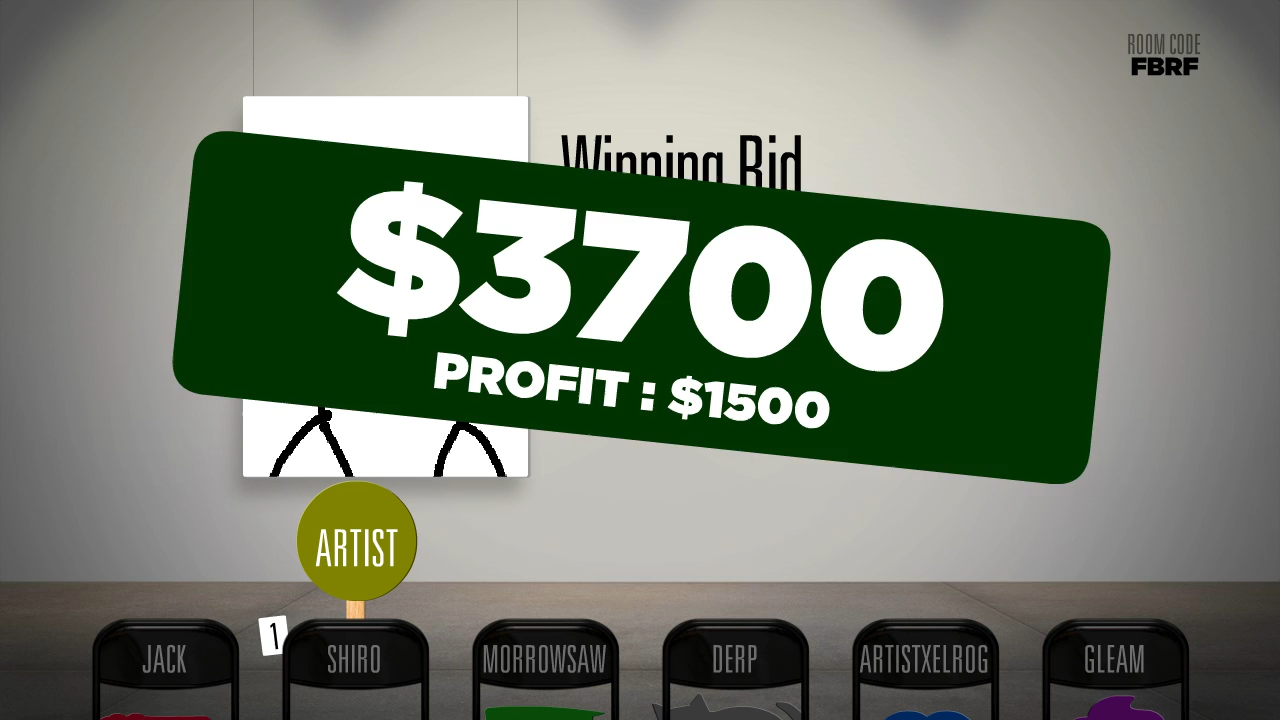 ROOM CODE
FBRF
Winning Bid
$3700
PROFIT : $1500
ARTIST
1
JACK
SHIRO
MORROWSAW
DERP
ARTISTXELROG
GLEAM